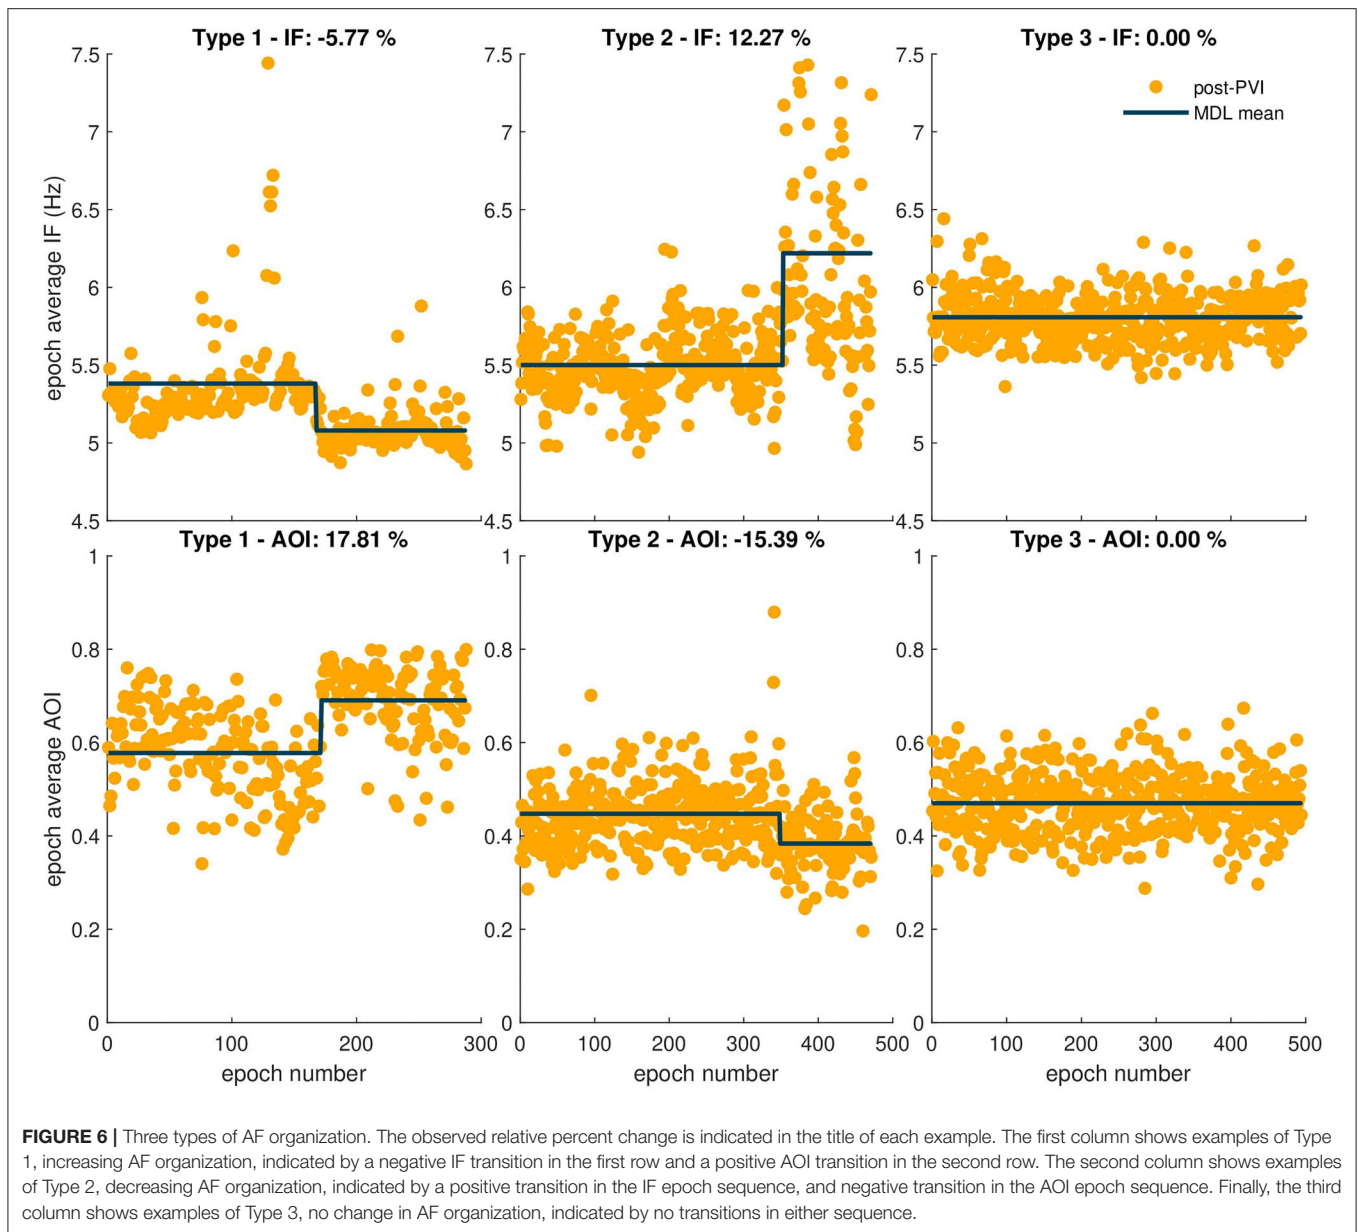 Type 1 - IF: -5.77 %
Type 2 - IF: 12.27 %
Type 3 - IF: 0.00 %
7.5
7
6.5
6
5.5
5
4.5
epoch average IF (Hz)
7.5
7
6.5
6
5.5
5
4.5
7.5
7
6.5
6
5.5
5
4.5
post-PVI
MDL mean
Type 1 - AOI: 17.81 %
Type 2 - AOI: -15.39 %
Type 3 - AOI: 0.00 %
1
0.8
0.6
0.4
0.2
0
epoch average AOI
1
0.8
0.6
0.4
0.2
0
1
0.8
0.6
0.4
0.2
0
0 100 200 300
0 100 200 300 400 500
0 100 200 300 400 500
epoch number
epoch number
epoch number
FIGURE 6 | Three types of AF organization. The observed relative percent change is indicated in the title of each example. The first column shows examples of Type
1, increasing AF organization, indicated by a negative IF transition in the first row and a positive AOI transition in the second row. The second column shows examples
of Type 2, decreasing AF organization, indicated by a positive transition in the IF epoch sequence, and negative transition in the AOI epoch sequence. Finally, the third
column shows examples of Type 3, no change in AF organization, indicated by no transitions in either sequence.